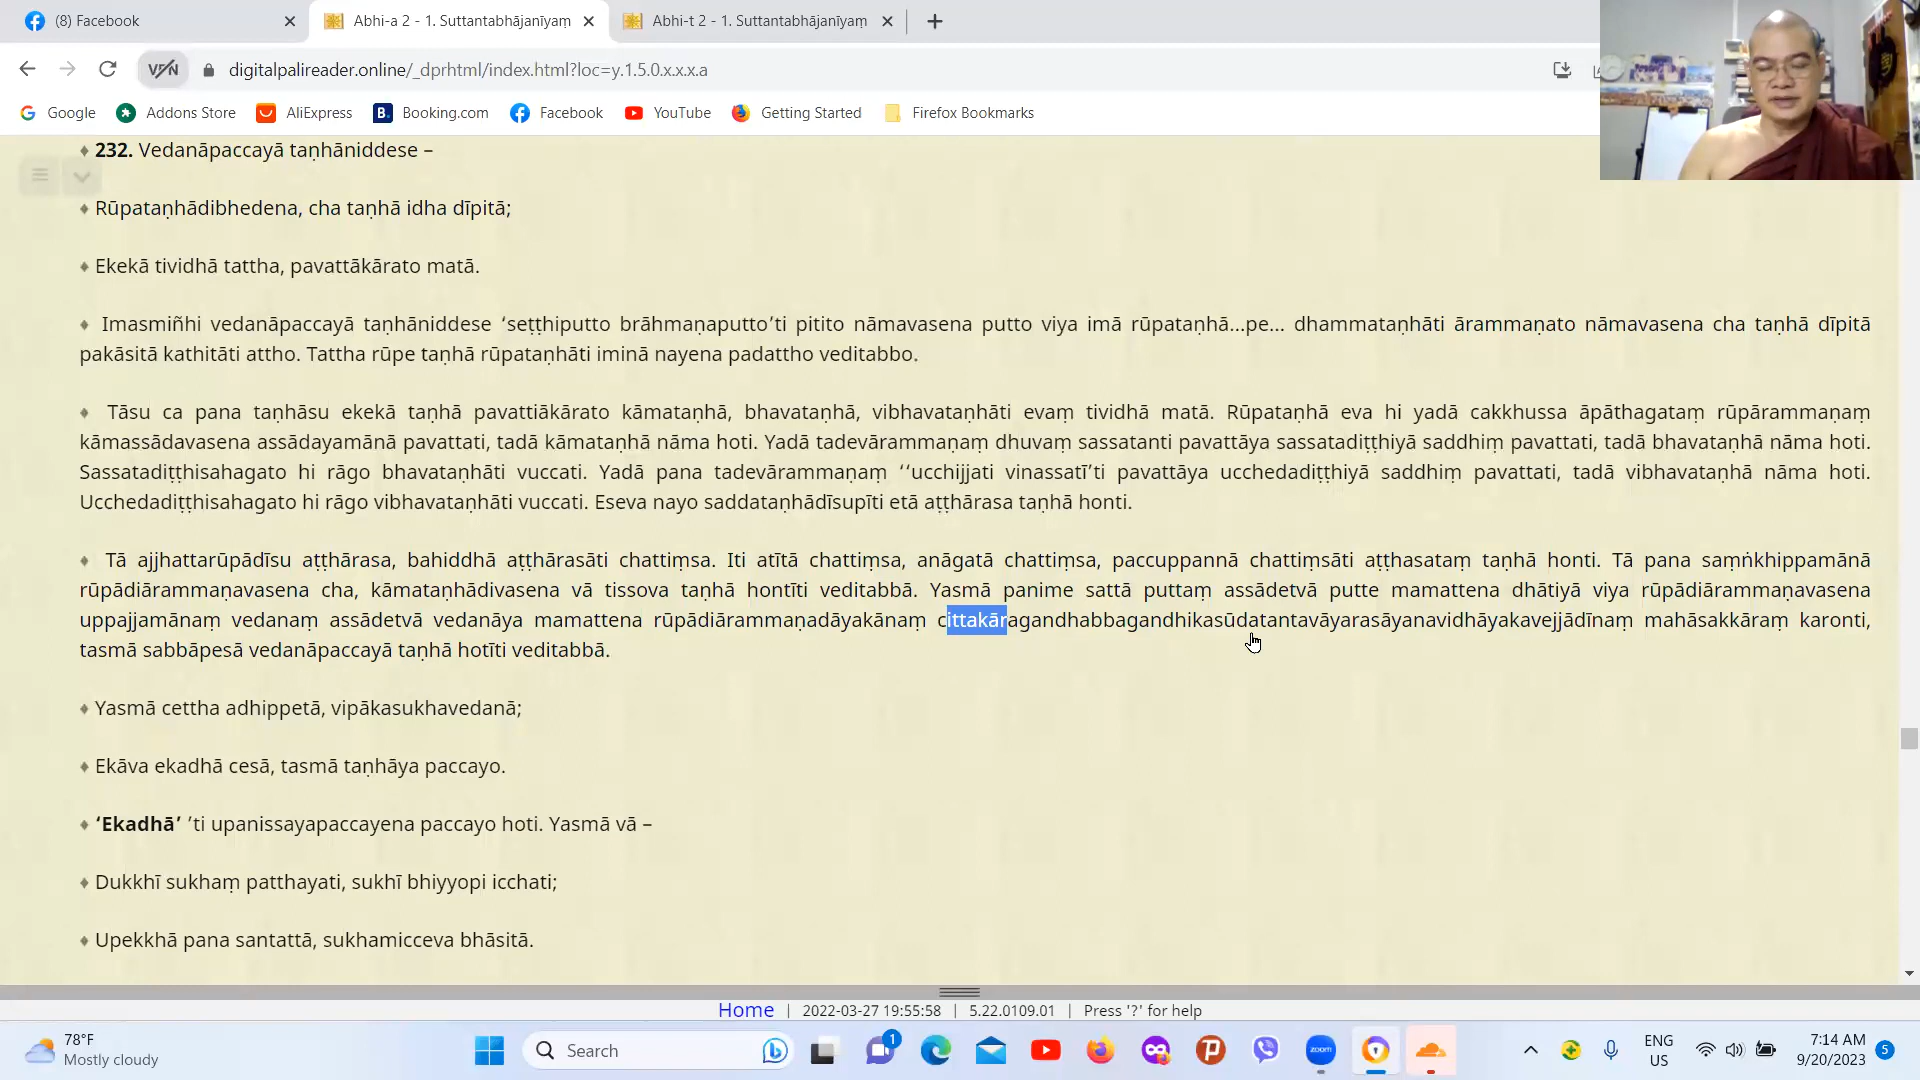 (8) Facebook
Abhi-a 2 - 1. Suttantabhājanīyaṃ
Abhi-t 2 - 1. Suttantabhājanīyaṃ
VPN
digitalpalireader.online/_dprhtml/index.html?loc=y.1.5.0.x.x.x.a
Google
Addons Store
AliExpress
Booking.com
Facebook
YouTube
Getting Started
Firefox Bookmarks
♦ 232. Vedanāpaccayā taṇhāniddese –
♦ Rūpataṇhādibhedena, cha taṇhā idha dīpitā;
♦ Ekekā tividhā tattha, pavattākārato matā.
♦ Imasmiñhi vedanāpaccayā taṇhāniddese ‘seṭṭhiputto brāhmaṇaputto’ti pitito nāmavasena putto viya imā rūpataṇhā…pe… dhammataṇhāti ārammaṇato nāmavasena cha taṇhā dīpitā
pakāsitā kathitāti attho. Tattha rūpe taṇhā rūpataṇhāti iminā nayena padattho veditabbo.
♦ Tāsu ca pana taṇhāsu ekekā taṇhā pavattiākārato kāmataṇhā, bhavataṇhā, vibhavataṇhāti evaṃ tividhā matā. Rūpataṇhā eva hi yadā cakkhussa āpāthagataṃ rūpārammaṇaṃ
kāmassādavasena assādayamānā pavattati, tadā kāmataṇhā nāma hoti. Yadā tadevārammaṇaṃ dhuvaṃ sassatanti pavattāya sassatadiṭṭhiyā saddhiṃ pavattati, tadā bhavataṇhā nāma hoti.
Sassatadiṭṭhisahagato hi rāgo bhavataṇhāti vuccati. Yadā pana tadevārammaṇaṃ ‘‘ucchijjati vinassatī’ti pavattāya ucchedadiṭṭhiyā saddhiṃ pavattati, tadā vibhavataṇhā nāma hoti.
Ucchedadiṭṭhisahagato hi rāgo vibhavataṇhāti vuccati. Eseva nayo saddataṇhādīsupīti etā aṭṭhārasa taṇhā honti.
♦ Tā ajjhattarūpādīsu aṭṭhārasa, bahiddhā aṭṭhārasāti chattiṃsa. Iti atītā chattiṃsa, anāgatā chattiṃsa, paccuppannā chattiṃsāti aṭṭhasataṃ taṇhā honti. Tā pana saṃṅkhippamānā
rūpādiārammaṇavasena cha, kāmataṇhādivasena vā tissova taṇhā hontīti veditabbā. Yasmā panime sattā puttaṃ assādetvā putte mamattena dhātiyā viya rūpādiārammaṇavasena
uppajjamānaṃ vedanaṃ assādetvā vedanāya mamattena rūpādiārammaṇadāyakānaṃ cittakāragandhabbagandhikasūdatantavāyarasāyanavidhāyakavejjādīnaṃ mahāsakkāraṃ karonti,
tasmā sabbāpesā vedanāpaccayā taṇhā hotīti veditabbā.
♦ Yasmā cettha adhippetā, vipākasukhavedanā;
♦ Ekāva ekadhā cesā, tasmā taṇhāya paccayo.
♦ ‘Ekadhā’ ’ti upanissayapaccayena paccayo hoti. Yasmā vā –
♦ Dukkhī sukhaṃ patthayati, sukhī bhiyyopi icchati;
♦ Upekkhā pana santattā, sukhamicceva bhāsitā.
Home | 2022-03-27 19:55:58 | 5.22.0109.01 | Press '?' for help
78°F
Mostly cloudy
Search
1
zoom
ENG
US
7:14 AM
9/20/2023
5